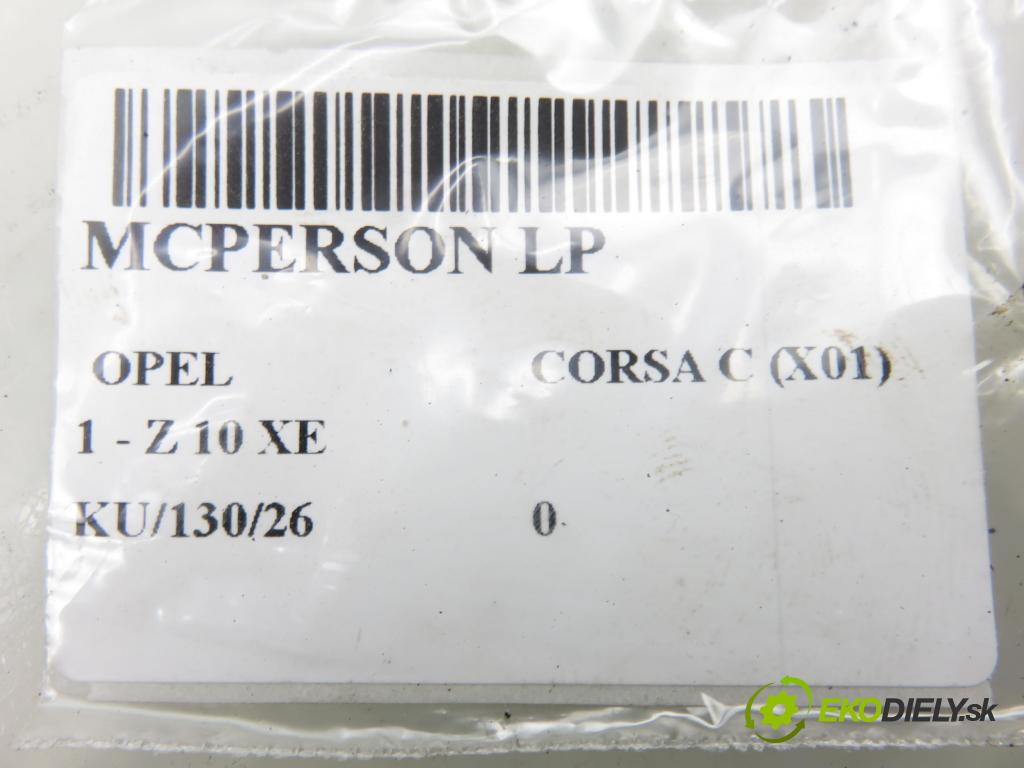 MCPERSON LP
OPEL CORSA C (X01)
1 - Z 10 XE
KU/130/26 0
EKODIELY.sk